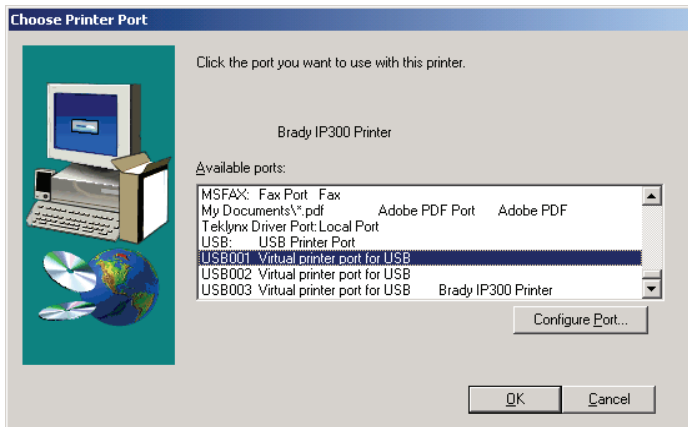 Choose Printer Port
Click the port you want to use with this printer.
Brady IP300 Printer
Available ports:
MSFAX: Fax Port Fax
My Documents\*.pdf Adobe PDF Port Adobe PDF
Teklynx Driver Port: Local Port
USB: USB Printer Port
USB001 Virtual printer port for USB
USB002 Virtual printer port for USB
USB003 Virtual printer port for USB Brady IP300 Printer
Configure Port...
OK Cancel